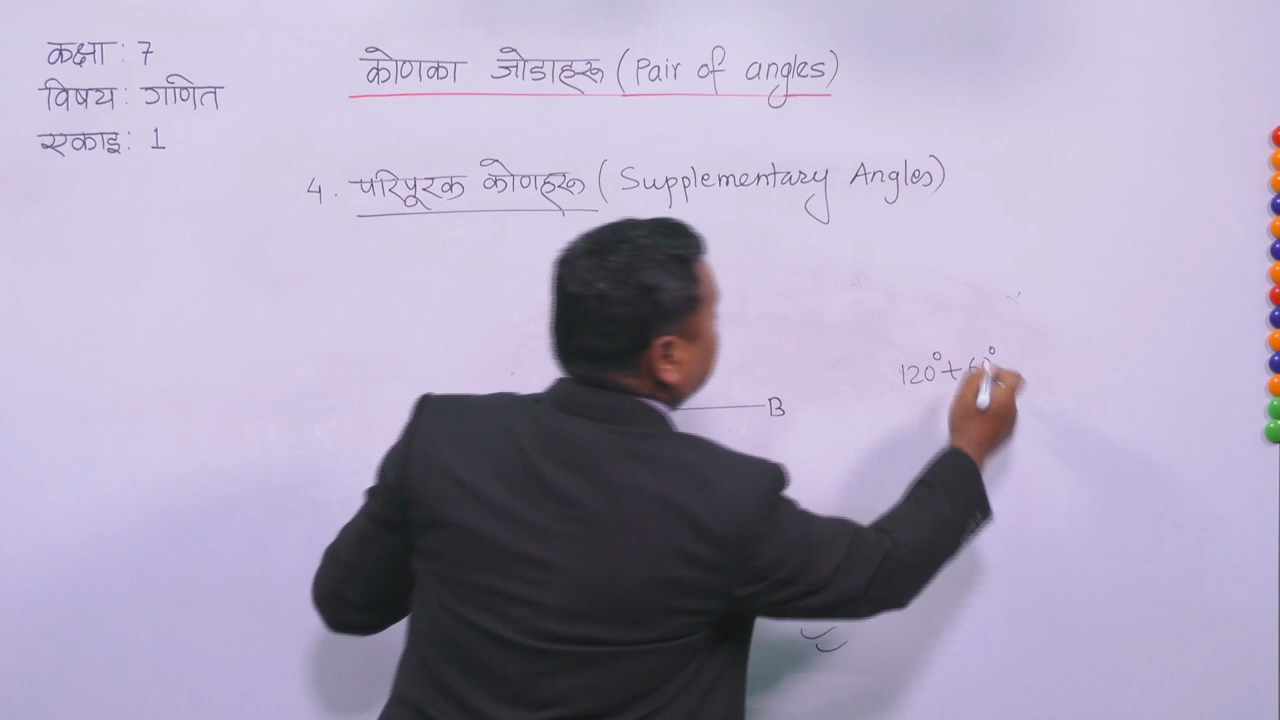 कक्षा: 7
विषय: गणित
एकाइ: 1
कोणका जोडाहरू (Pair of angles)
4. परिपूरक कोणहरू (Supplementary Angles)
120° + 60°
B